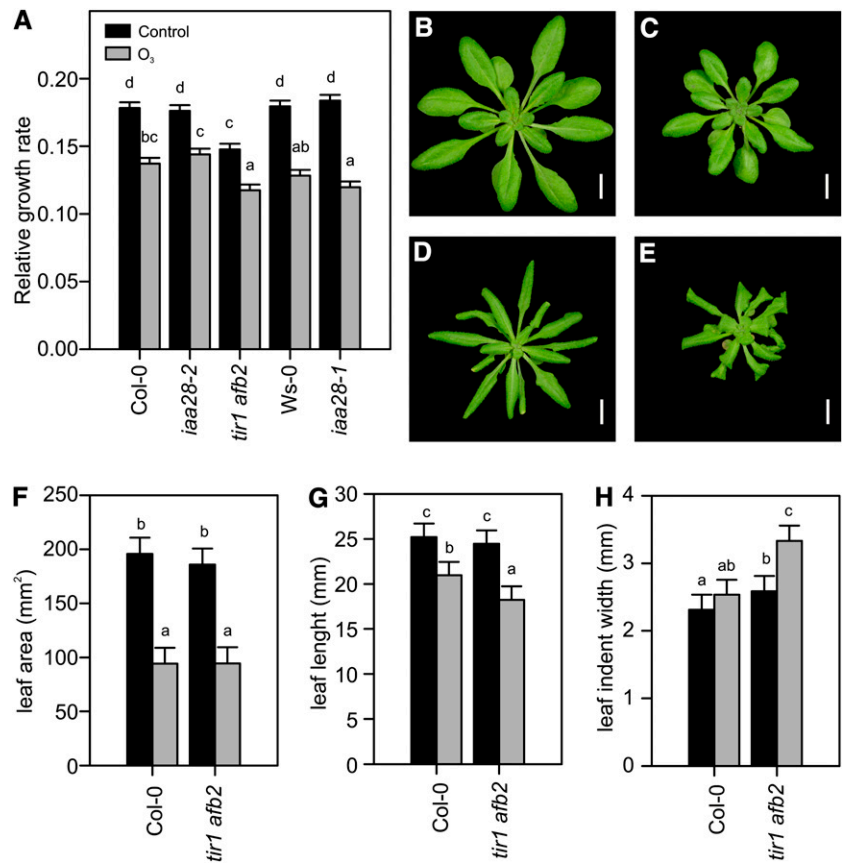 A
Control
O₃
Relative growth rate
0.20
0.15
0.10
0.05
0.00
d
bc
d
c
c
a
d
ab
d
a
Col-0
iaa28-2
tir1 afb2
Ws-0
iaa28-1
B
C
D
E
F
leaf area (mm²)
250
200
150
100
50
0
b
a
b
a
Col-0
tir1 afb2
G
leaf lenght (mm)
30
25
20
15
10
5
0
c
b
c
a
Col-0
tir1 afb2
H
leaf indent width (mm)
4
3
2
1
0
a
ab
b
c
Col-0
tir1 afb2